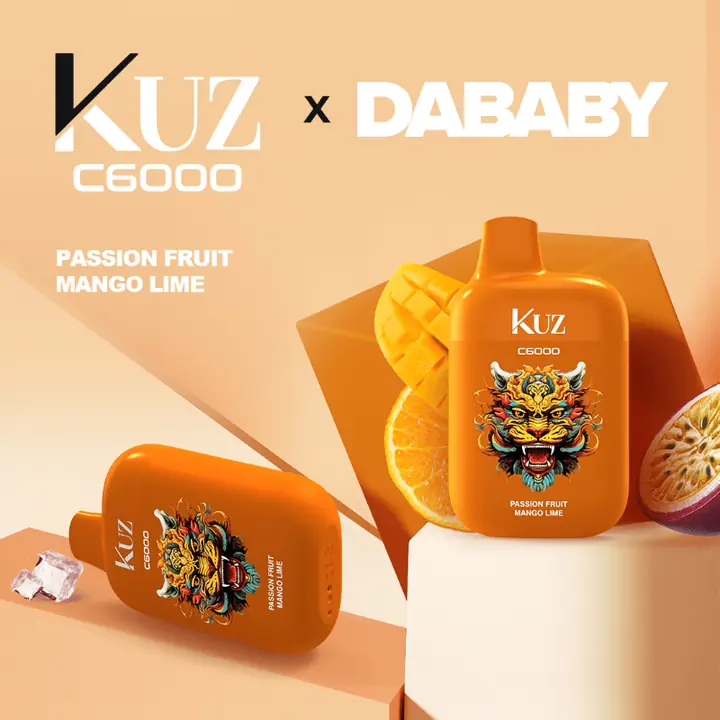 KUZ x DABABY
C6000
PASSION FRUIT
MANGO LIME
KUZ
C6000
PASSION FRUIT
MANGO LIME
KUZ
C6000
PASSION FRUIT
MANGO LIME